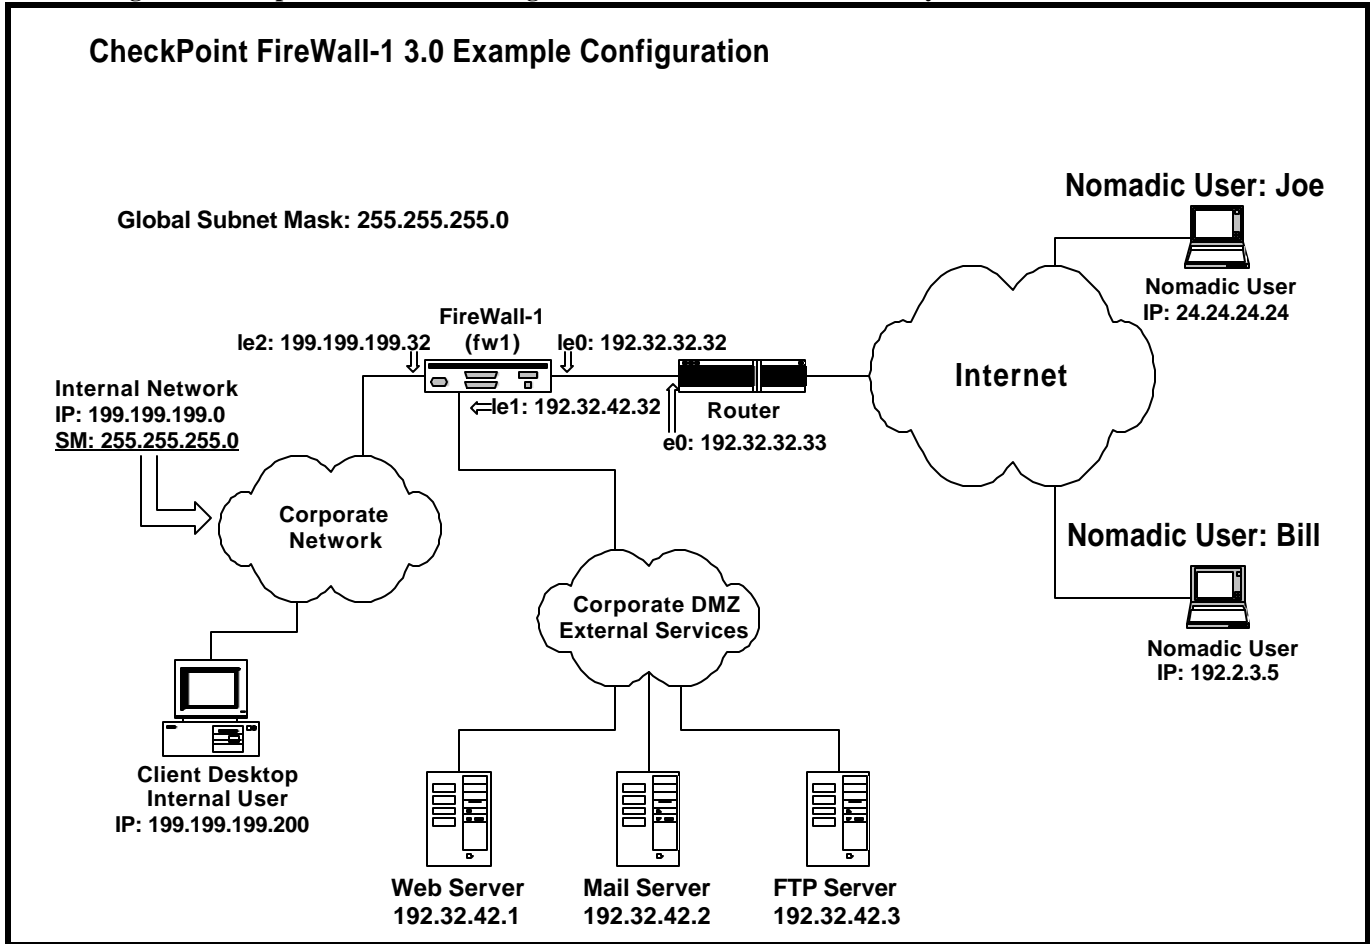 CheckPoint FireWall-1 3.0 Example Configuration
Nomadic User: Joe
Global Subnet Mask: 255.255.255.0
Nomadic User
IP: 24.24.24.24
FireWall-1
(fw1)
le2: 199.199.199.32
le0: 192.32.32.32
Internet
Internal Network
IP: 199.199.199.0
SM: 255.255.255.0
le1: 192.32.42.32
Router
e0: 192.32.32.33
Corporate
Network
Nomadic User: Bill
Corporate DMZ
External Services
Nomadic User
IP: 192.2.3.5
Client Desktop
Internal User
IP: 199.199.199.200
Web Server
192.32.42.1
Mail Server
192.32.42.2
FTP Server
192.32.42.3